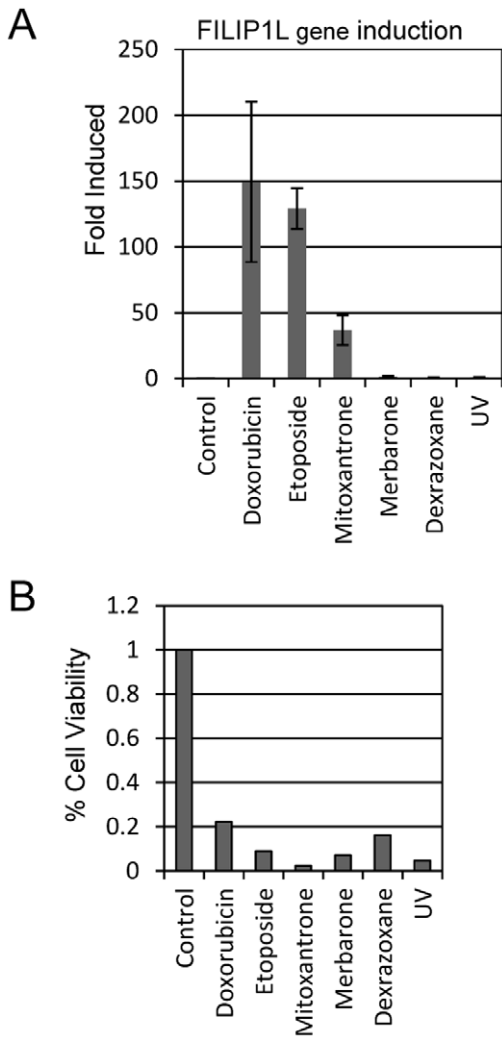 A
FILIP1L gene induction
Fold Induced
250
200
150
100
50
0
Control
Doxorubicin
Etoposide
Mitoxantrone
Merbarone
Dexrazoxane
UV
B
% Cell Viability
1.2
1
0.8
0.6
0.4
0.2
0
Control
Doxorubicin
Etoposide
Mitoxantrone
Merbarone
Dexrazoxane
UV